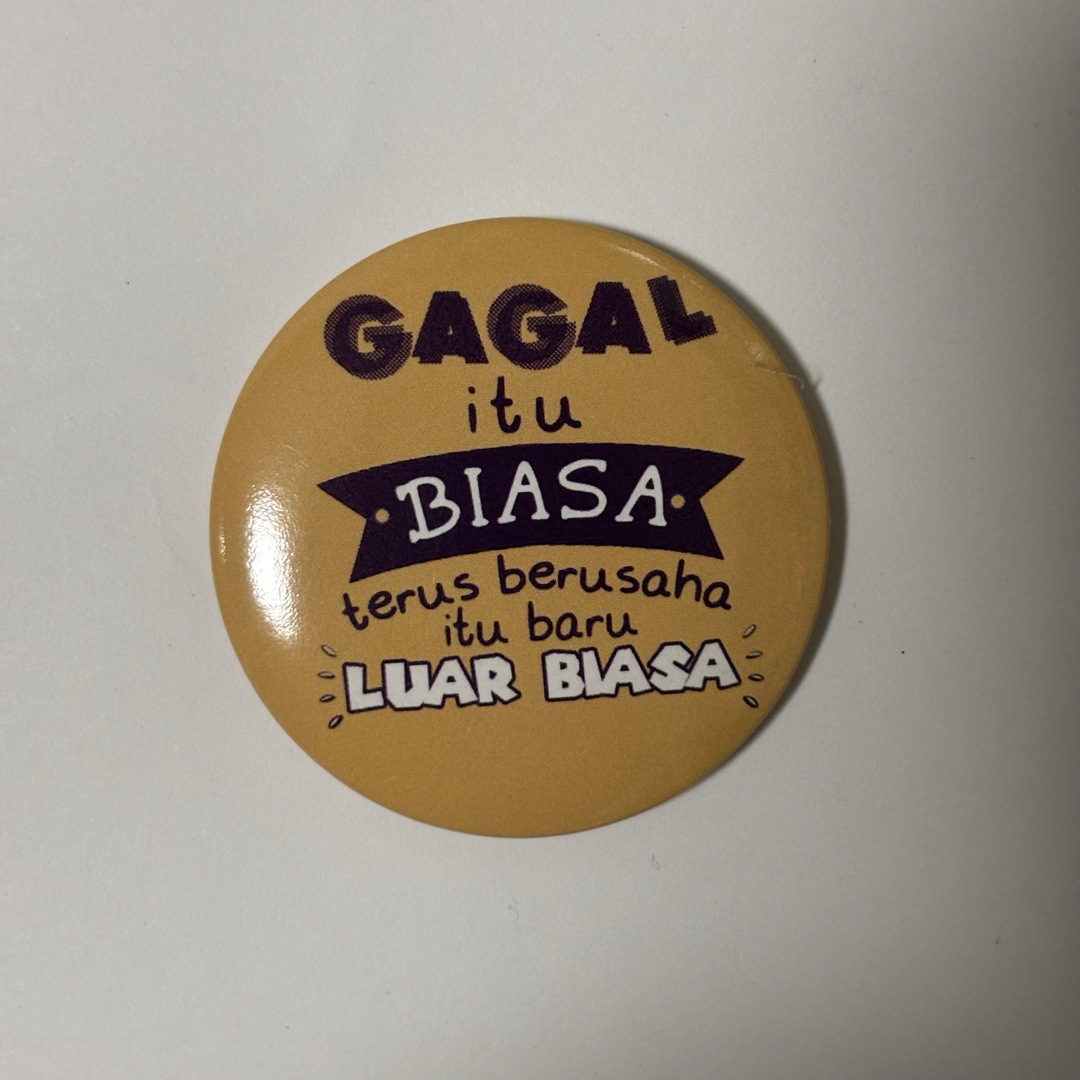 GAGAL
itu
BIASA
terus berusaha
itu baru
LUAR BIASA